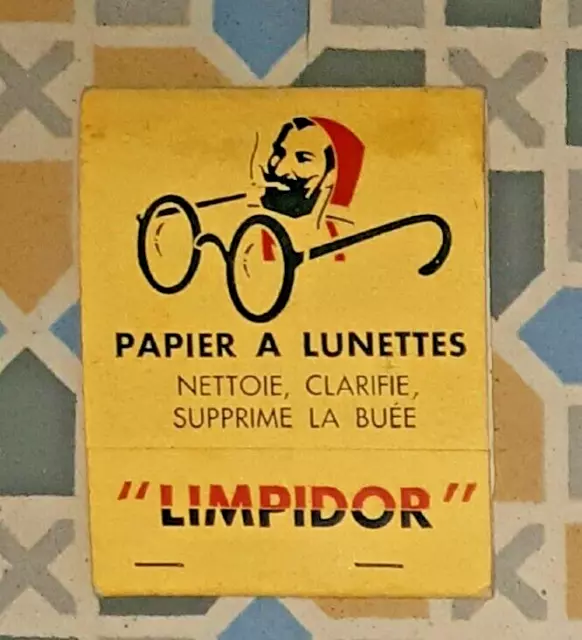 PAPIER A LUNETTES
NETTOIE, CLARIFIE,
SUPPRIME LA BUÉE
"LIMPIDOR"